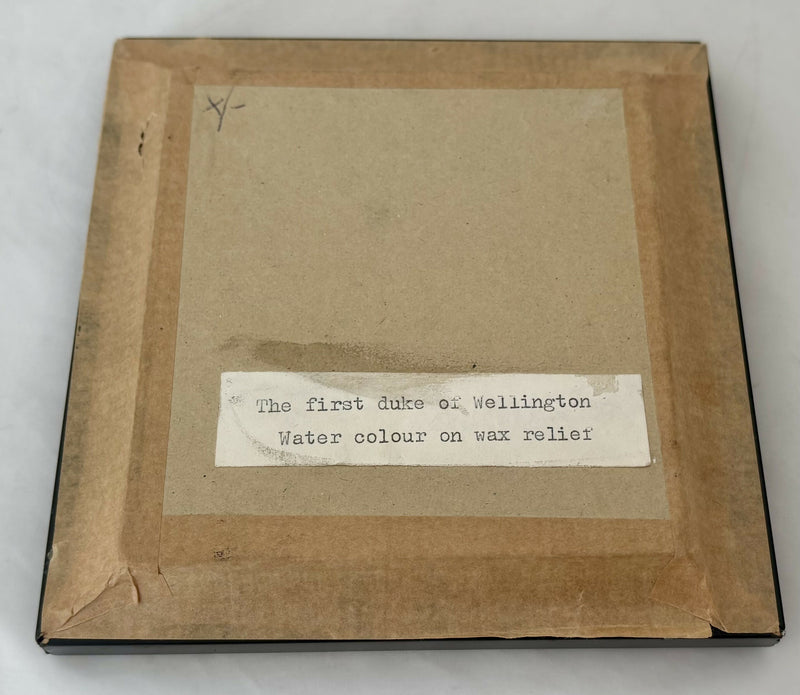 x/-
The first duke of Wellington
Water colour on wax relief